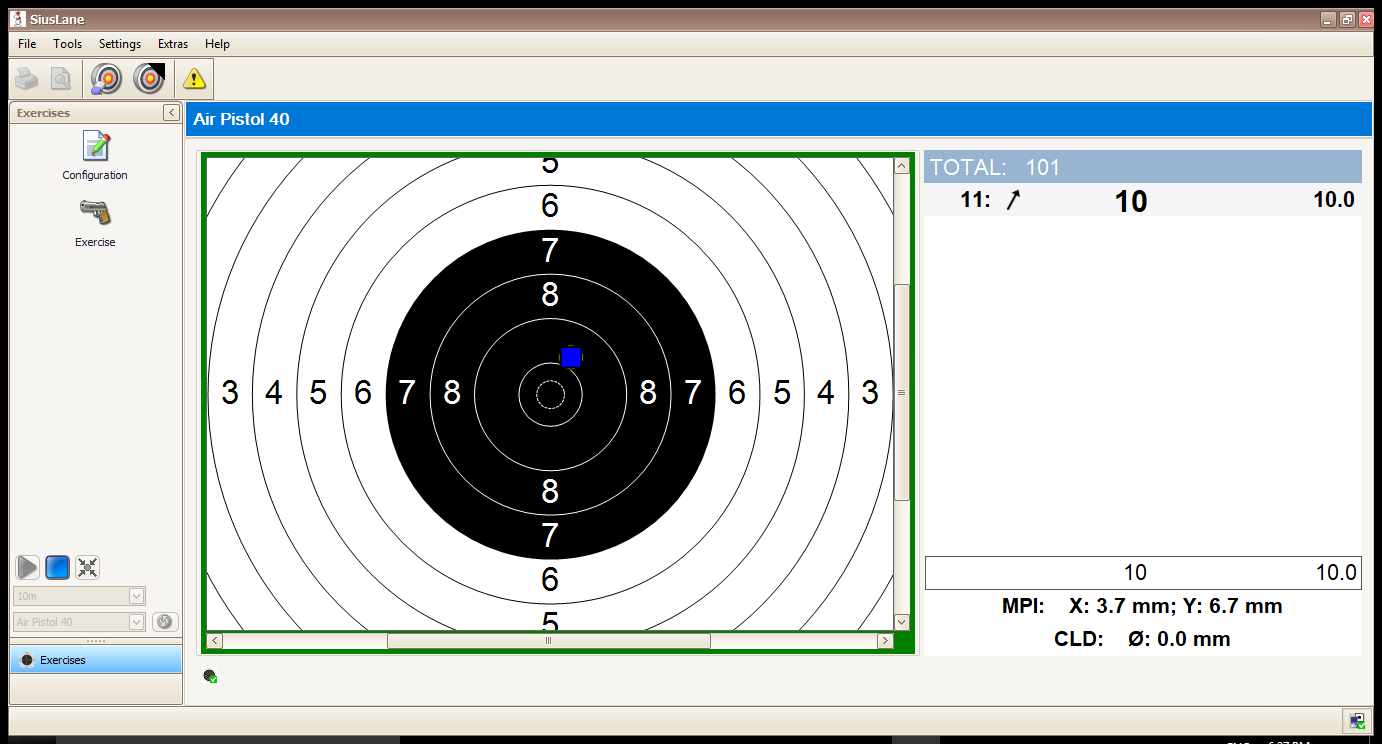 SiusLane
File Tools Settings Extras Help
Exercises
Configuration
Exercise
10m
Air Pistol 40
Exercises
Air Pistol 40
5
6
7
8
3 4 5 6 7 8 8 7 6 5 4 3
8
7
6
5
TOTAL: 101
11: 10 10.0
10 10.0
MPI: X: 3.7 mm; Y: 6.7 mm
CLD: Ø: 0.0 mm